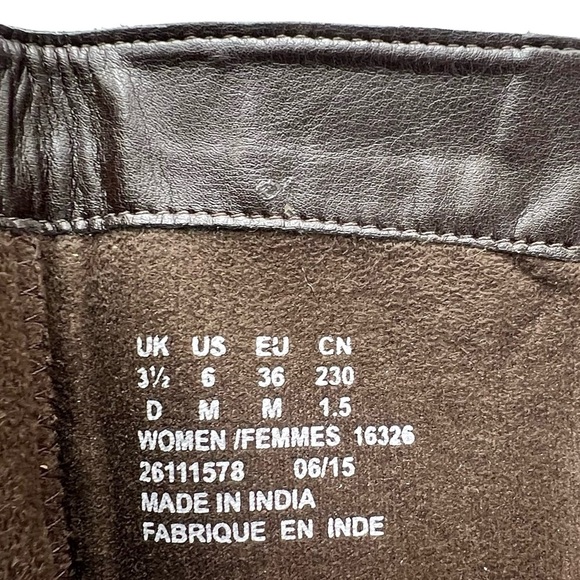 UK US EU CN
3½ 6 36 230
D M M 1.5
WOMEN /FEMMES 16326
26111578 06/15
MADE IN INDIA
FABRIQUE EN INDE